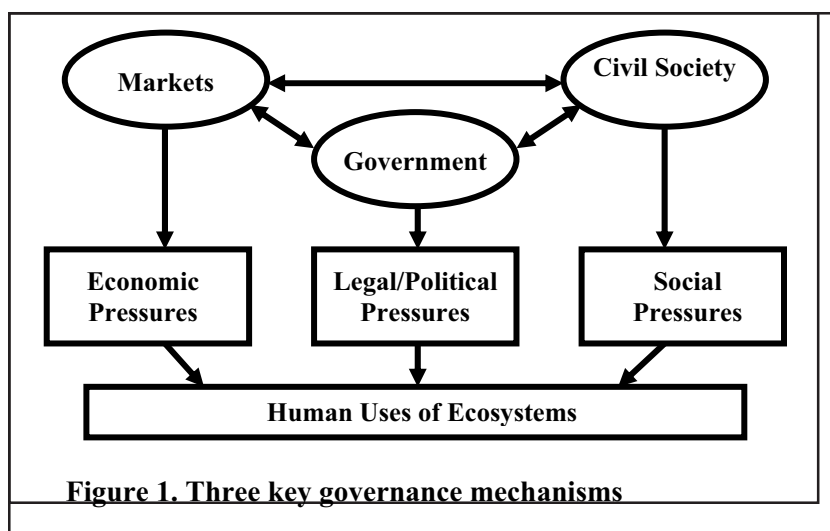 Markets
Civil Society
Government
Economic
Pressures
Legal/Political
Pressures
Social
Pressures
Human Uses of Ecosystems
Figure 1. Three key governance mechanisms